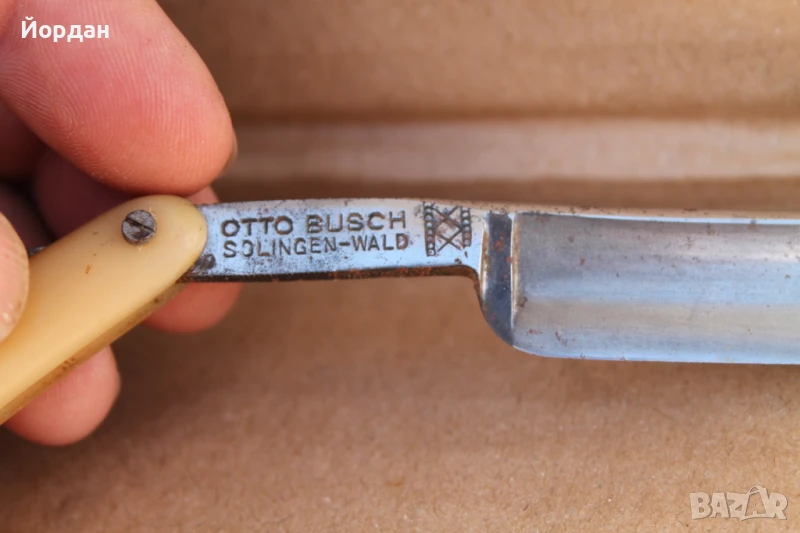 Йордан
OTTO BUSCH
SOLINGEN-WALD
BAZAR